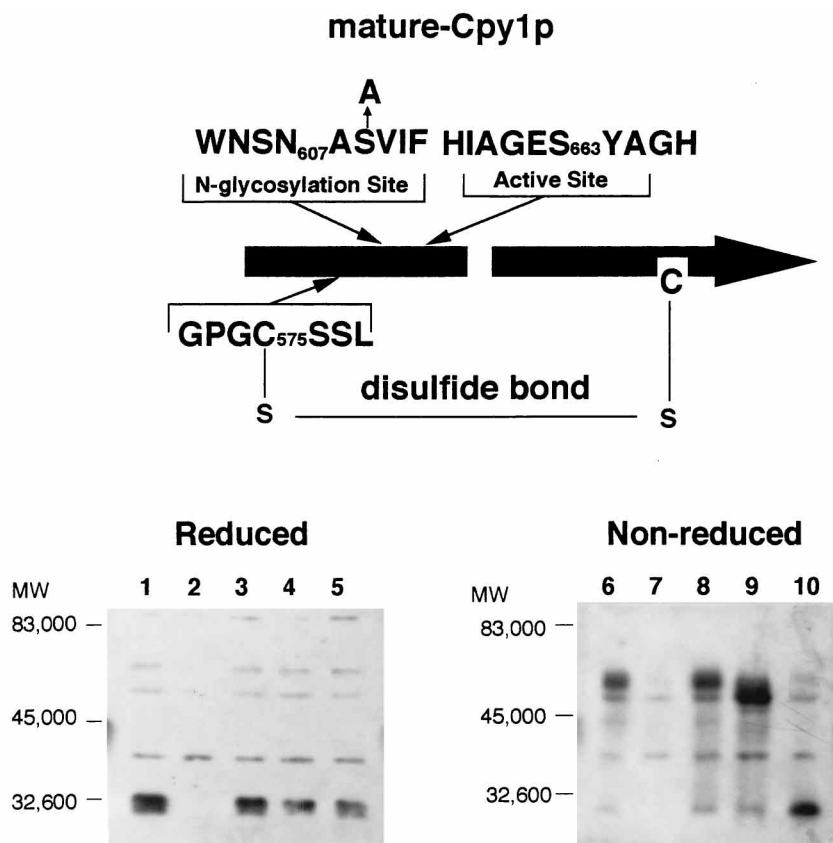 mature-Cpy1p
A
WNSN607ASVIF HIAGES663YAGH
N-glycosylation Site Active Site
C
GPGC575SSL
disulfide bond
S S
Reduced Non-reduced
MW 1 2 3 4 5
83,000
45,000
32,600
MW 6 7 8 9 10
83,000
45,000
32,600